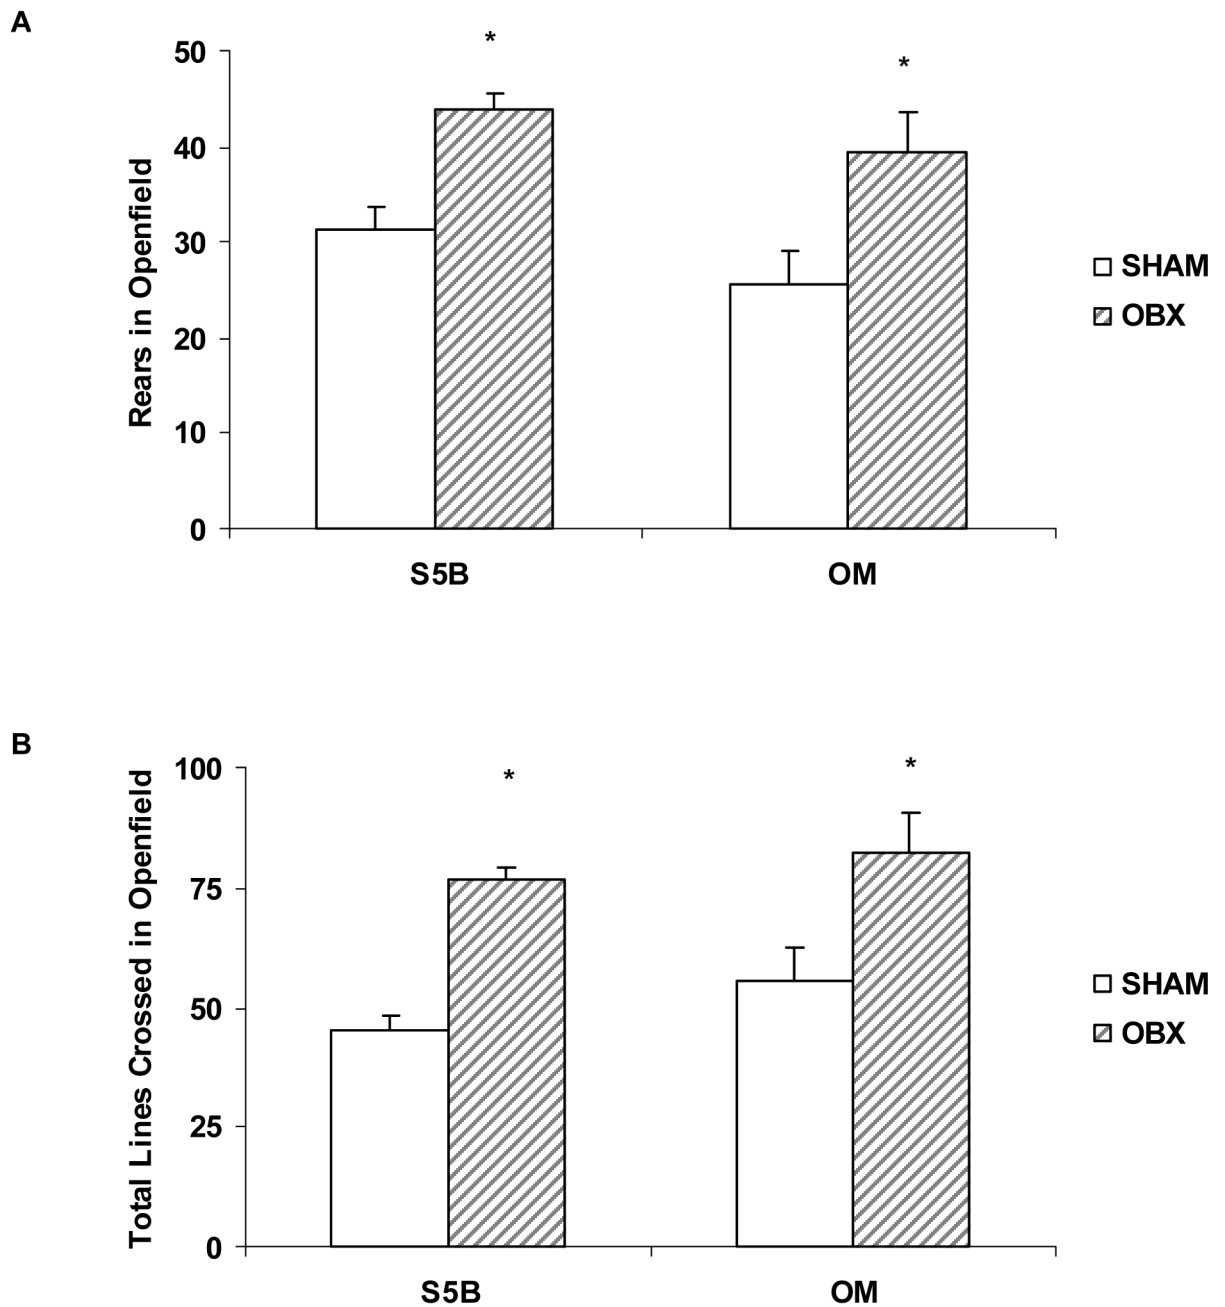 A
*
*
50
40
30
20
10
0
Rears in Openfield
S5B
OM
SHAM
OBX
B
*
*
100
75
50
25
0
Total Lines Crossed in Openfield
S5B
OM
SHAM
OBX